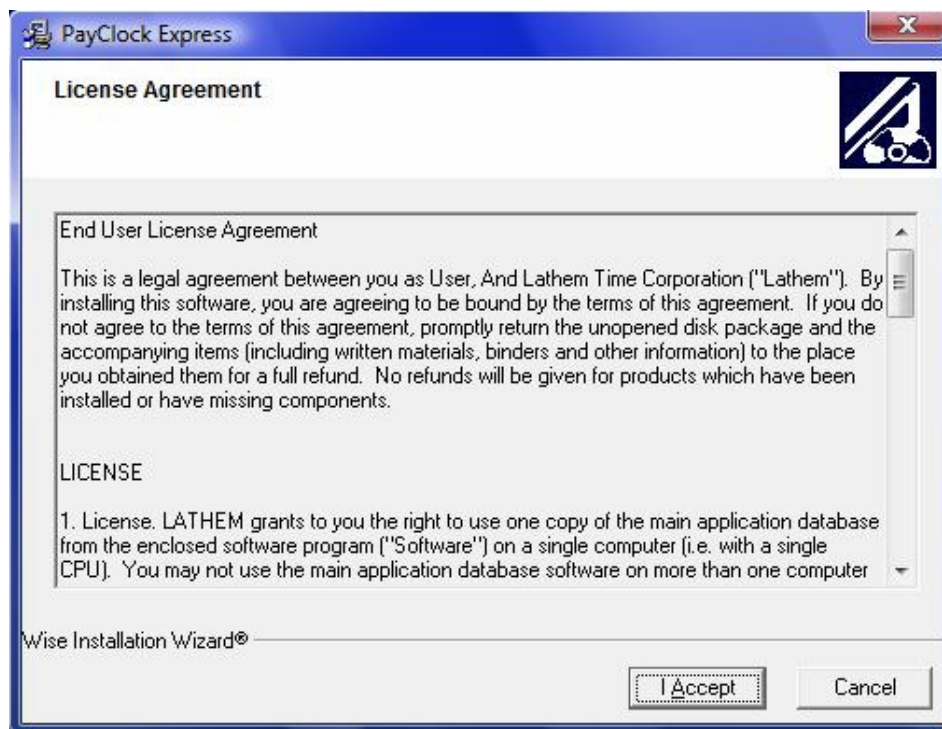 PayClock Express
License Agreement
End User License Agreement
This is a legal agreement between you as User, And Lathem Time Corporation ("Lathem").  By
installing this software, you are agreeing to be bound by the terms of this agreement.  If you do
not agree to the terms of this agreement, promptly return the unopened disk package and the
accompanying items (including written materials, binders and other information) to the place
you obtained them for a full refund.  No refunds will be given for products which have been
installed or have missing components.
LICENSE
1. License. LATHEM grants to you the right to use one copy of the main application database
from the enclosed software program ("Software") on a single computer (i.e. with a single
CPU).  You may not use the main application database software on more than one computer
Wise Installation Wizard®
I Accept
Cancel